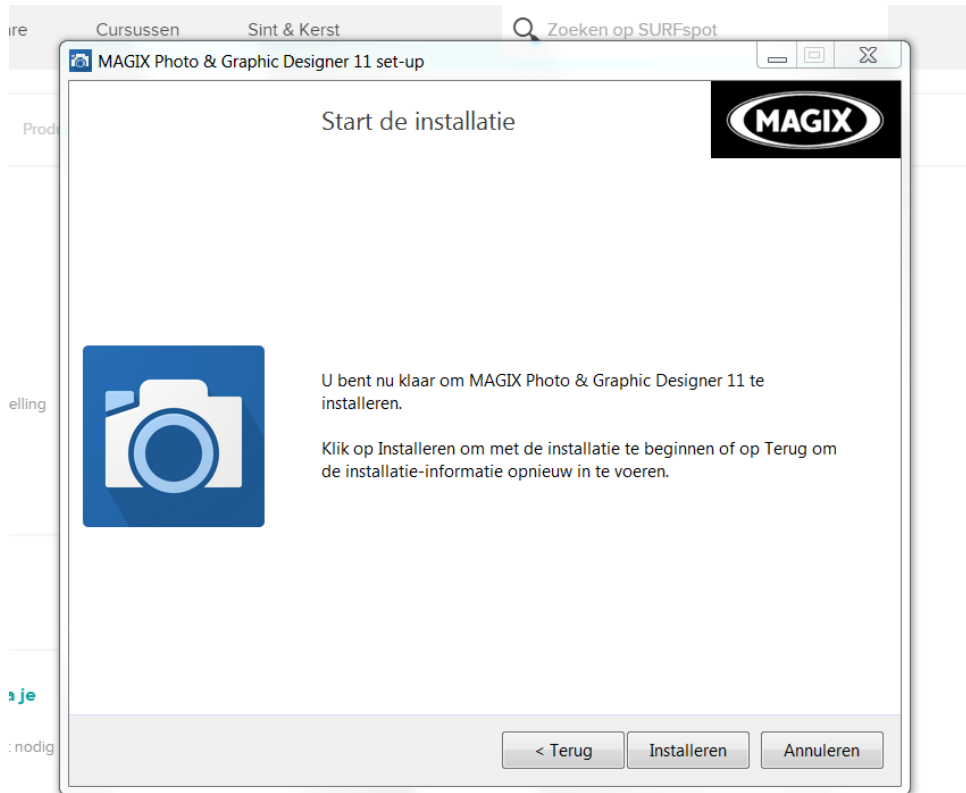 Cursussen
Sint & Kerst
Zoeken op SURFspot
MAGIX Photo & Graphic Designer 11 set-up
Start de installatie
MAGIX
U bent nu klaar om MAGIX Photo & Graphic Designer 11 te
installeren.
Klik op Installeren om met de installatie te beginnen of op Terug om
de installatie-informatie opnieuw in te voeren.
elling
a je
nodig
< Terug
Installeren
Annuleren